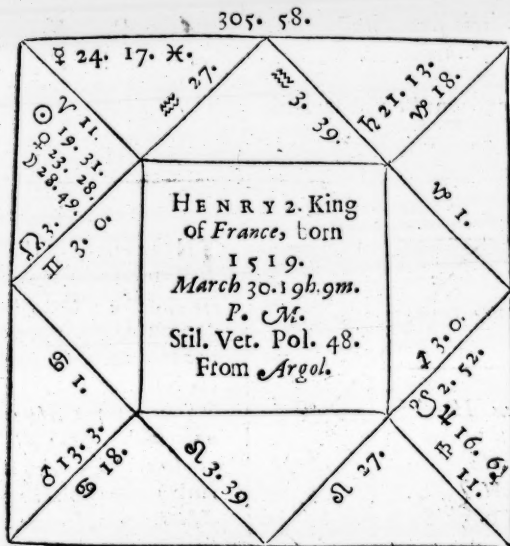 305. 58.
☿ 24. 17. ♓.
♒ 27.
♒ 3. 39.
♄ 21. 13.
♑ 18.
♈ 11.
☉ 19. 31.
♀ 23. 28.
☽ 28. 49.
☊ 3.
♊ 3. 0.
♑ 1.
HENRY 2. King
of France, born
1519.
March 30. 19h. 9m.
P. M.
Stil. Vet. Pol. 48.
From Argol.
♐ 3. 0.
☋ 2. 52.
♃ 16.
♎ 11.
♋ 1.
♂ 13. 3.
♋ 18.
♌ 3. 39.
♌ 27.